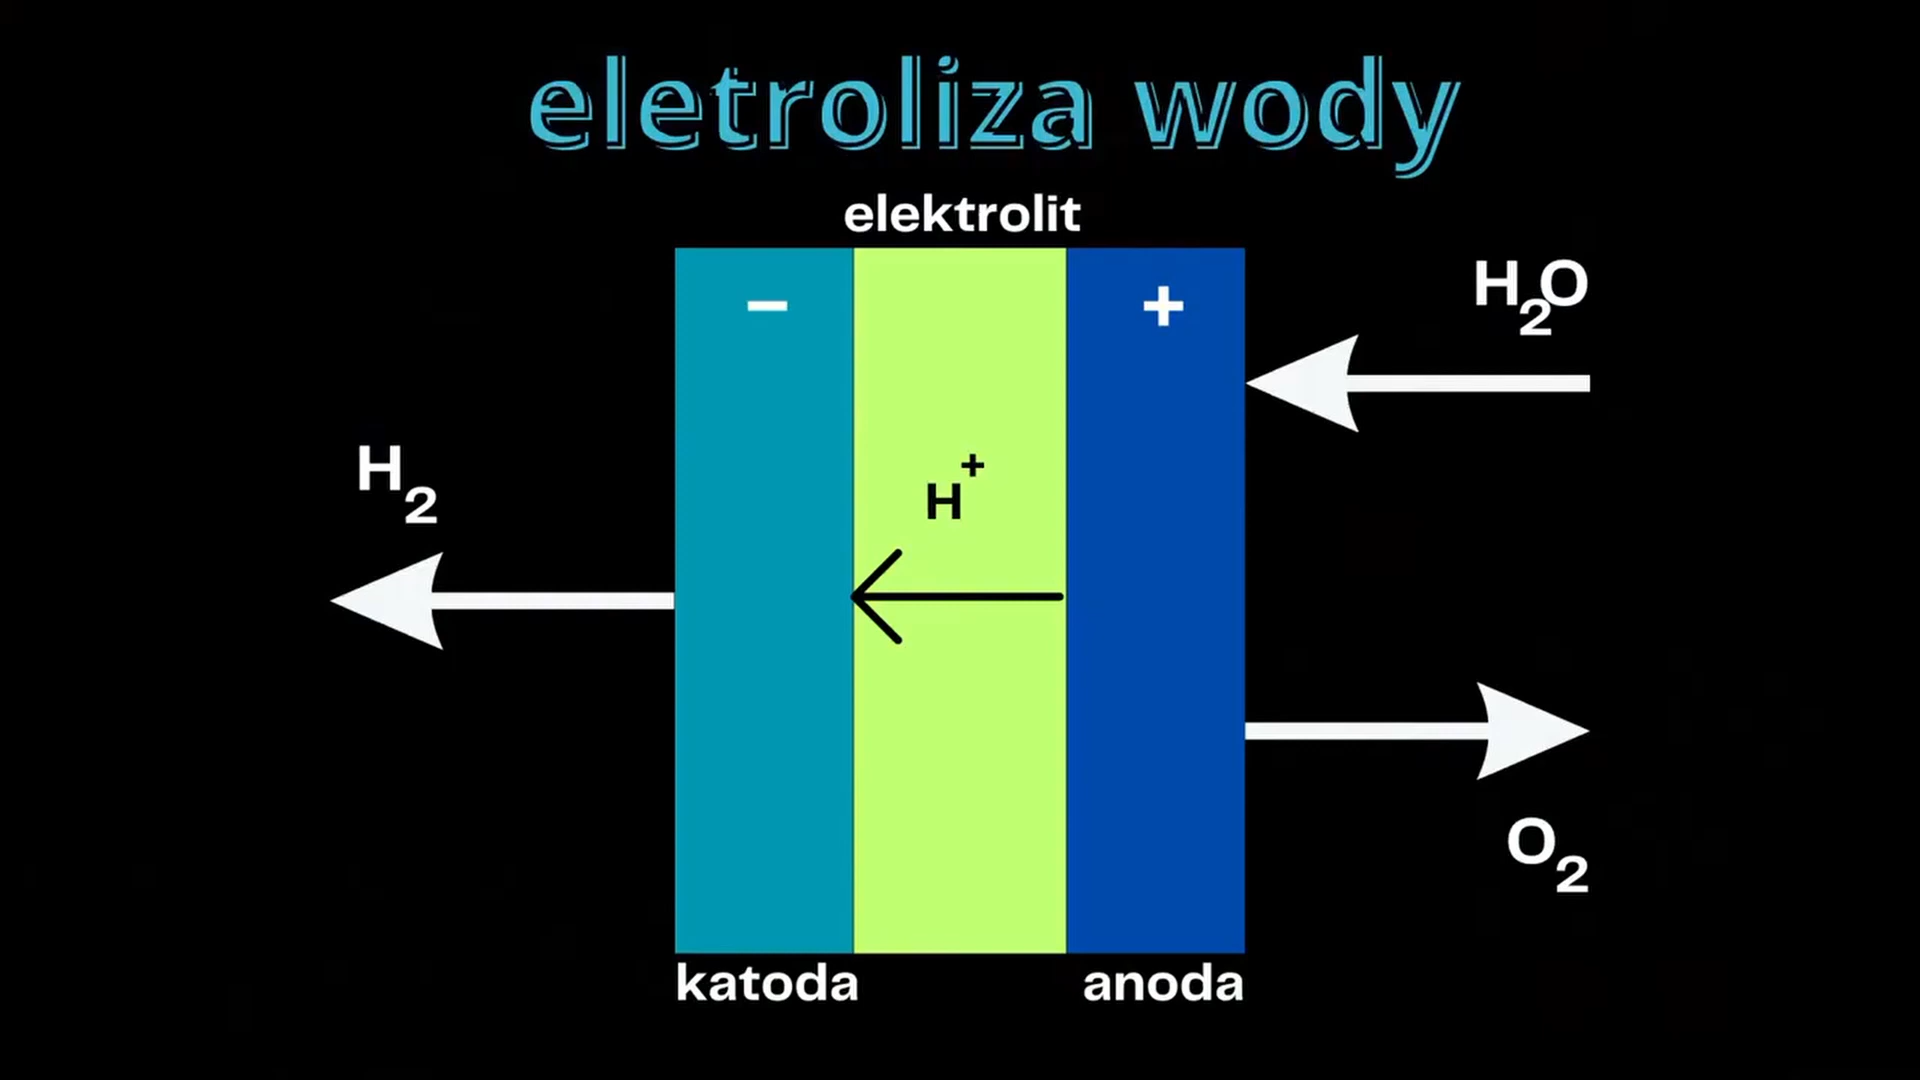 eletroliza wody
elektrolit
− +
H₂O
H⁺
H₂
O₂
katoda anoda